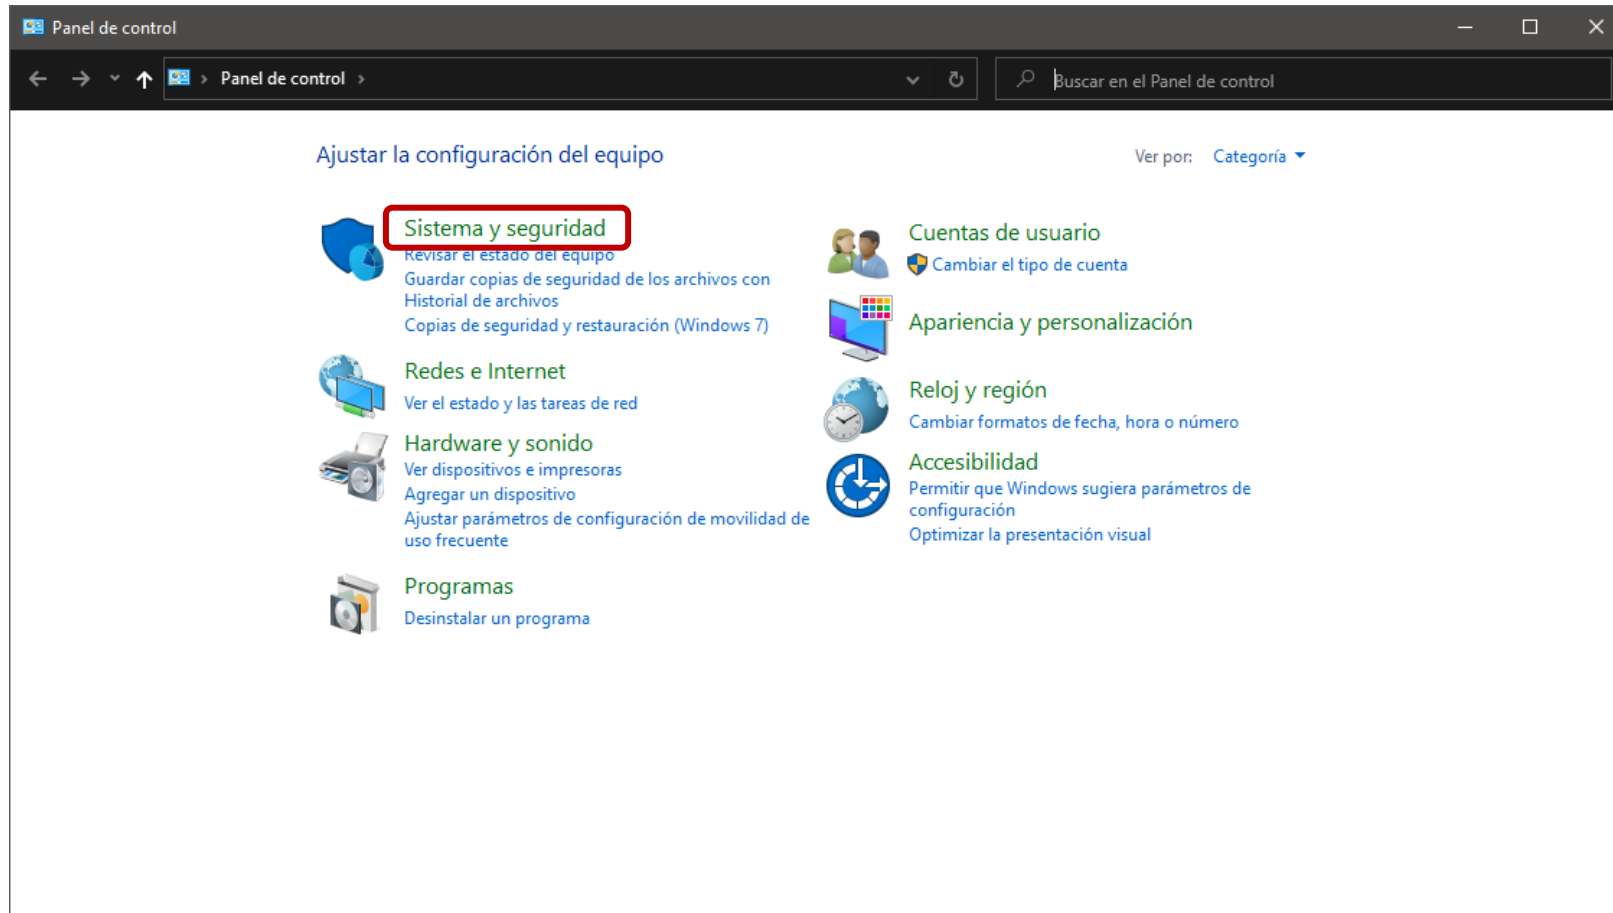 Panel de control
Panel de control
Buscar en el Panel de control
Ajustar la configuración del equipo
Ver por: Categoría
Sistema y seguridad
Revisar el estado del equipo
Guardar copias de seguridad de los archivos con
Historial de archivos
Copias de seguridad y restauración (Windows 7)
Redes e Internet
Ver el estado y las tareas de red
Hardware y sonido
Ver dispositivos e impresoras
Agregar un dispositivo
Ajustar parámetros de configuración de movilidad de
uso frecuente
Programas
Desinstalar un programa
Cuentas de usuario
Cambiar el tipo de cuenta
Apariencia y personalización
Reloj y región
Cambiar formatos de fecha, hora o número
Accesibilidad
Permitir que Windows sugiera parámetros de
configuración
Optimizar la presentación visual